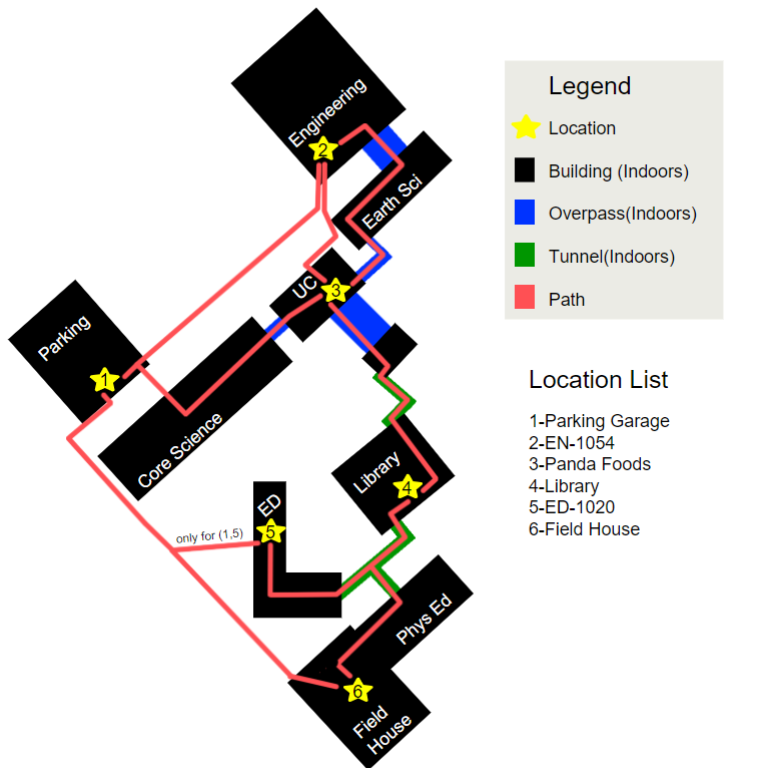 Engineering
2
Earth Sci
UC
3
Parking
1
Core Science
Library
4
ED
5
only for (1,5)
Phys Ed
6
Field
House
Legend
Location
Building (Indoors)
Overpass(Indoors)
Tunnel(Indoors)
Path
Location List
1-Parking Garage
2-EN-1054
3-Panda Foods
4-Library
5-ED-1020
6-Field House